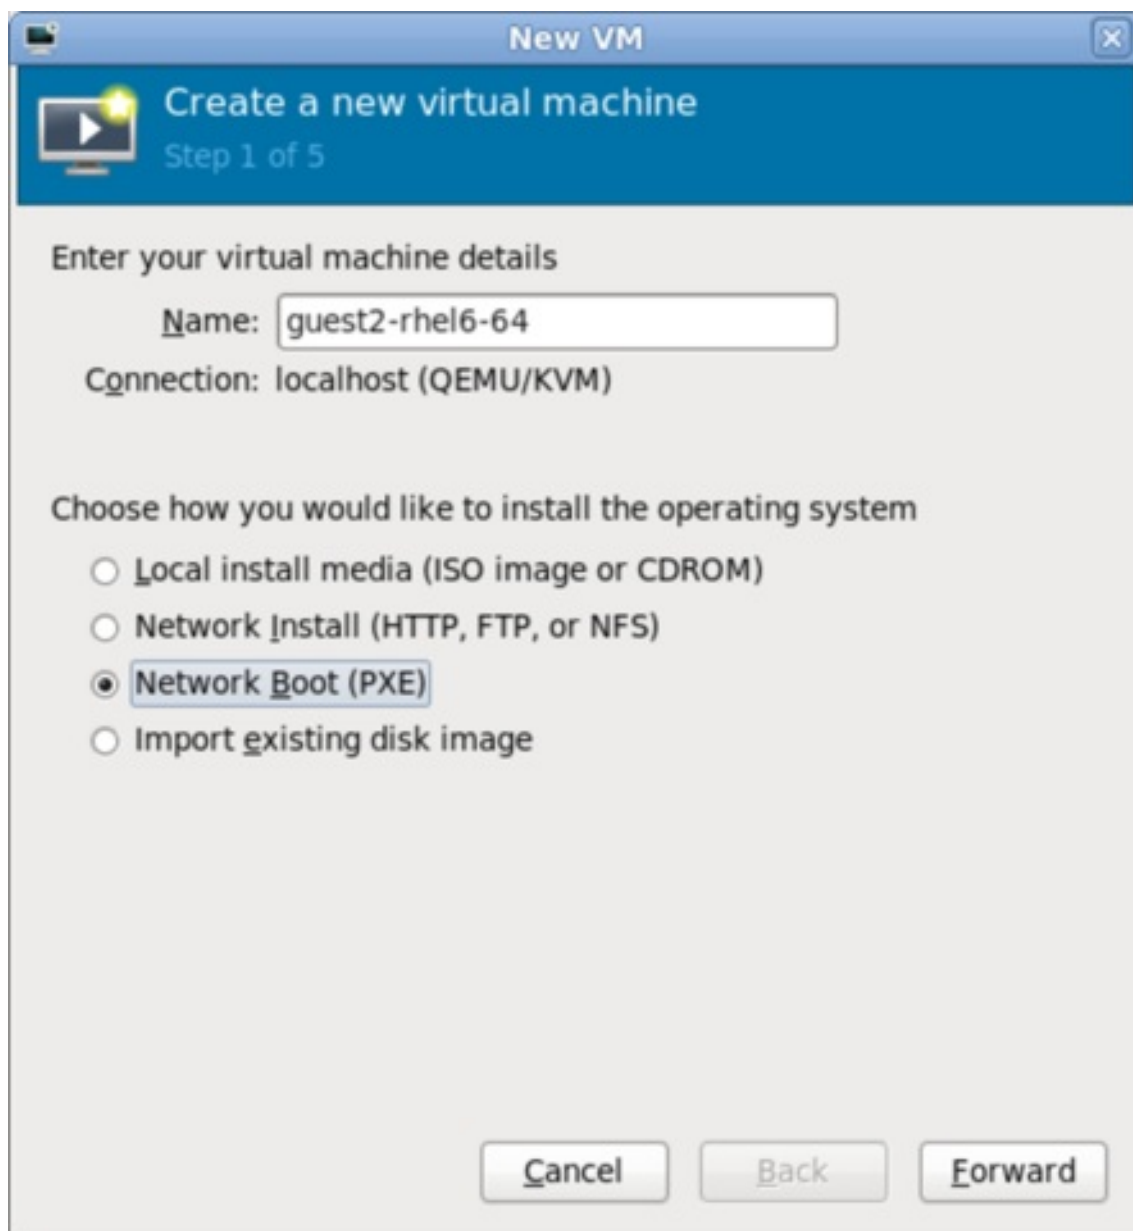 New VM
Create a new virtual machine
Step 1 of 5
Enter your virtual machine details
Name: guest2-rhel6-64
Connection: localhost (QEMU/KVM)
Choose how you would like to install the operating system
Local install media (ISO image or CDROM)
Network Install (HTTP, FTP, or NFS)
Network Boot (PXE)
Import existing disk image
Cancel Back Forward